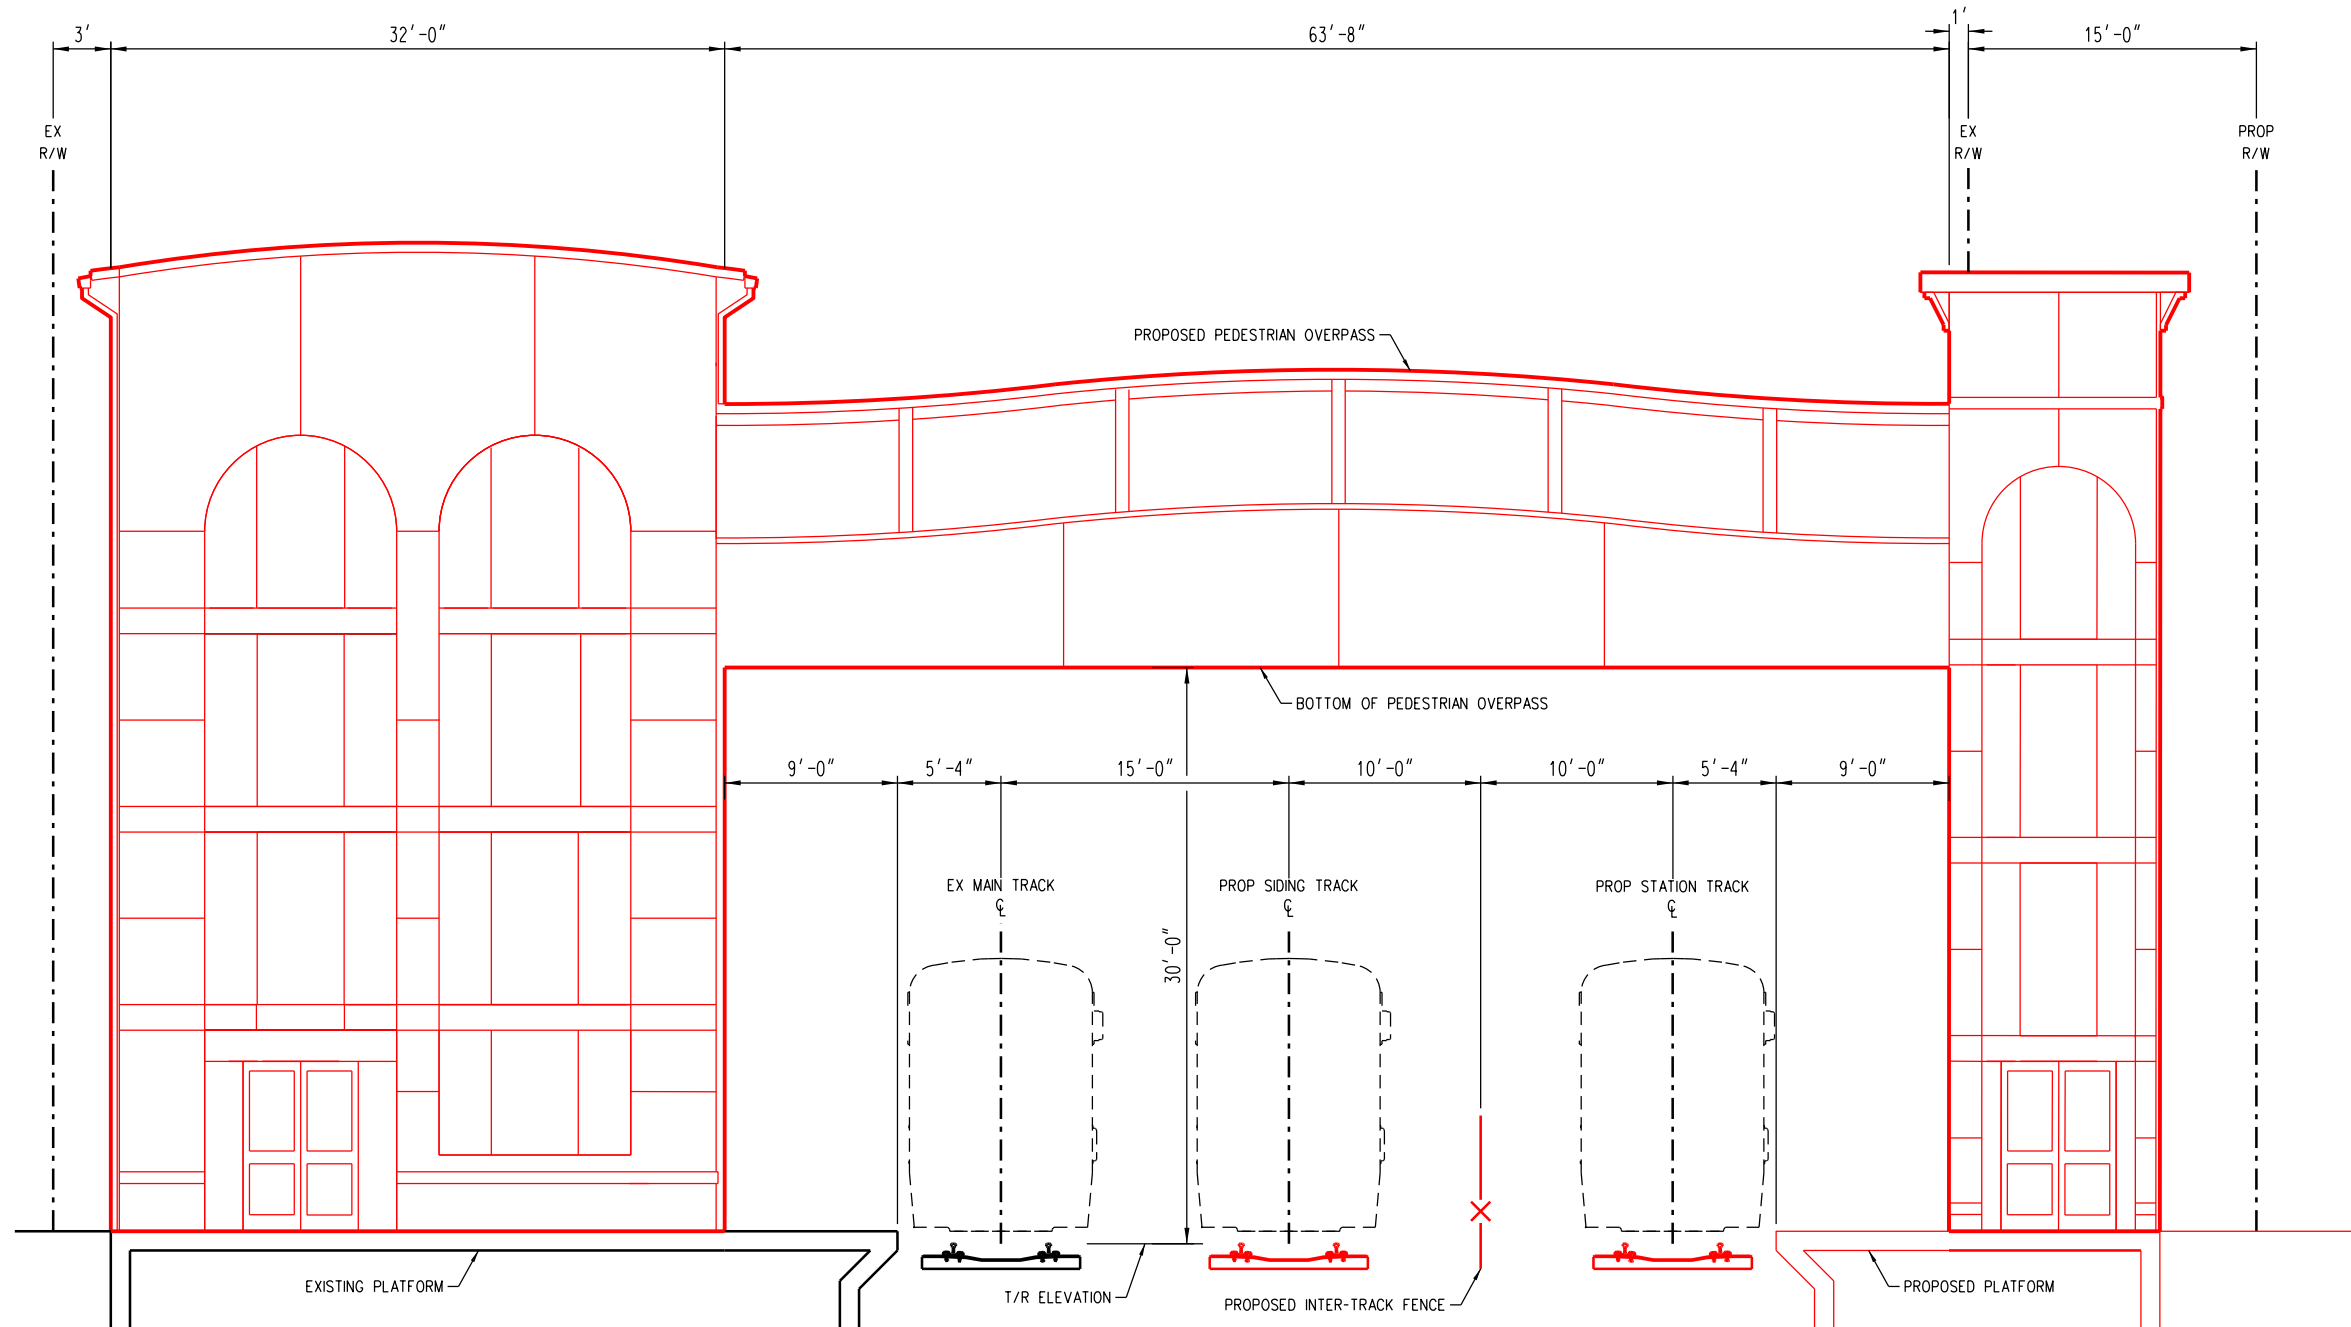 3' 32'-0" 63'-8" 1' 15'-0"
EX
R/W
EX
R/W
PROP
R/W
PROPOSED PEDESTRIAN OVERPASS
BOTTOM OF PEDESTRIAN OVERPASS
9'-0" 5'-4" 15'-0" 10'-0" 10'-0" 5'-4" 9'-0"
EX MAIN TRACK
℄
PROP SIDING TRACK
℄
PROP STATION TRACK
℄
30'-0"
EXISTING PLATFORM
T/R ELEVATION
PROPOSED INTER-TRACK FENCE
PROPOSED PLATFORM